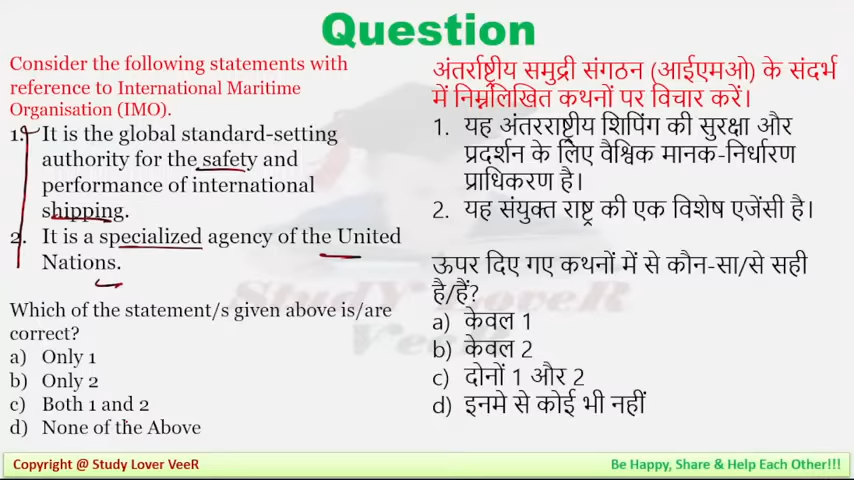 Question
Consider the following statements with
reference to International Maritime
Organisation (IMO).
1. It is the global standard-setting
authority for the safety and
performance of international
shipping.
2. It is a specialized agency of the United
Nations.
Which of the statement/s given above is/are
correct?
a) Only 1
b) Only 2
c) Both 1 and 2
d) None of the Above
अंतर्राष्ट्रीय समुद्री संगठन (आईएमओ) के संदर्भ
में निम्नलिखित कथनों पर विचार करें।
1. यह अंतरराष्ट्रीय शिपिंग की सुरक्षा और
प्रदर्शन के लिए वैश्विक मानक-निर्धारण
प्राधिकरण है।
2. यह संयुक्त राष्ट्र की एक विशेष एजेंसी है।
ऊपर दिए गए कथनों में से कौन-सा/से सही
है/हैं?
a) केवल 1
b) केवल 2
c) दोनों 1 और 2
d) इनमे से कोई भी नहीं
StudY LoveR
VeeR
Copyright @ Study Lover VeeR
Be Happy, Share & Help Each Other!!!